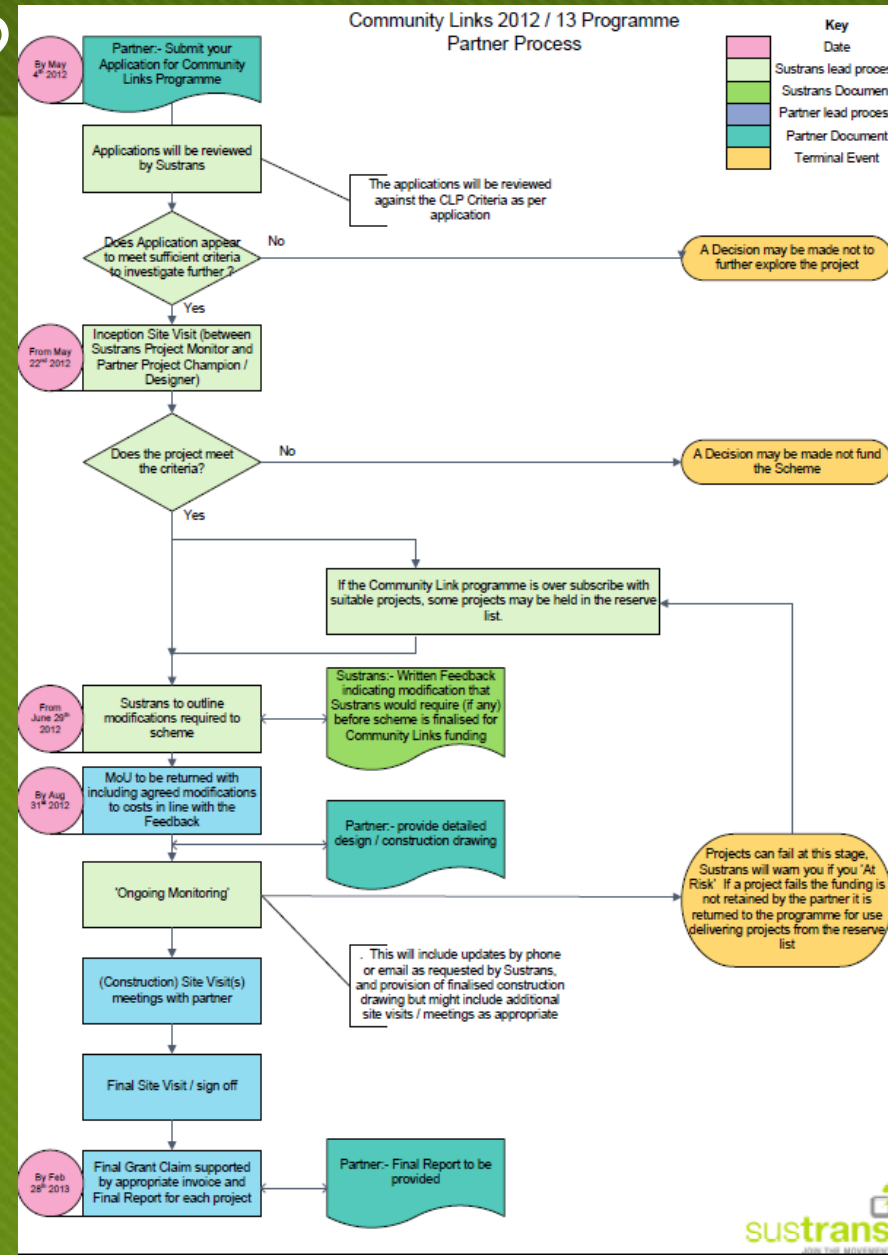 Community Links 2012 / 13 Programme
Partner Process
Key
Date
Sustrans lead proces
Sustrans Documen
Partner lead proces
Partner Document
Terminal Event
By May
4th 2012
Partner:- Submit your
Application for Community
Links Programme
Applications will be reviewed
by Sustrans
The applications will be reviewed
against the CLP Criteria as per
application
Does Application appear
to meet sufficient criteria
to investigate further ?
No
A Decision may be made not to
further explore the project
Yes
From May
22nd 2012
Inception Site Visit (between
Sustrans Project Monitor and
Partner Project Champion /
Designer)
Does the project meet
the criteria?
No
A Decision may be made not fund
the Scheme
Yes
If the Community Link programme is over subscribe with
suitable projects, some projects may be held in the reserve
list.
From
June 29th
2012
Sustrans to outline
modifications required to
scheme
Sustrans:- Written Feedback
indicating modification that
Sustrans would require (if any)
before scheme is finalised for
Community Links funding
By Aug
31st 2012
MoU to be returned with
including agreed modifications
to costs in line with the
Feedback
Partner:- provide detailed
design / construction drawing
'Ongoing Monitoring'
Projects can fail at this stage,
Sustrans will warn you if you 'At
Risk' If a project fails the funding is
not retained by the partner it is
returned to the programme for use
delivering projects from the reserve
list
. This will include updates by phone
or email as requested by Sustrans,
and provision of finalised construction
drawing but might include additional
site visits / meetings as appropriate
(Construction) Site Visit(s)
meetings with partner
Final Site Visit / sign off
By Feb
28th 2013
Final Grant Claim supported
by appropriate invoice and
Final Report for each project
Partner:- Final Report to be
provided
sustrans
JOIN THE MOVEMENT